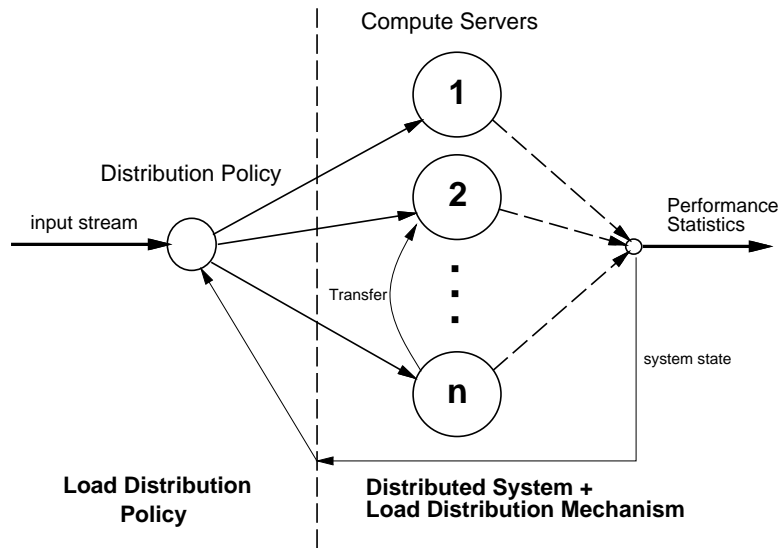 Compute Servers
1
Distribution Policy
2
input stream
Performance
Statistics
Transfer
system state
n
Load Distribution
Policy
Distributed System +
Load Distribution Mechanism